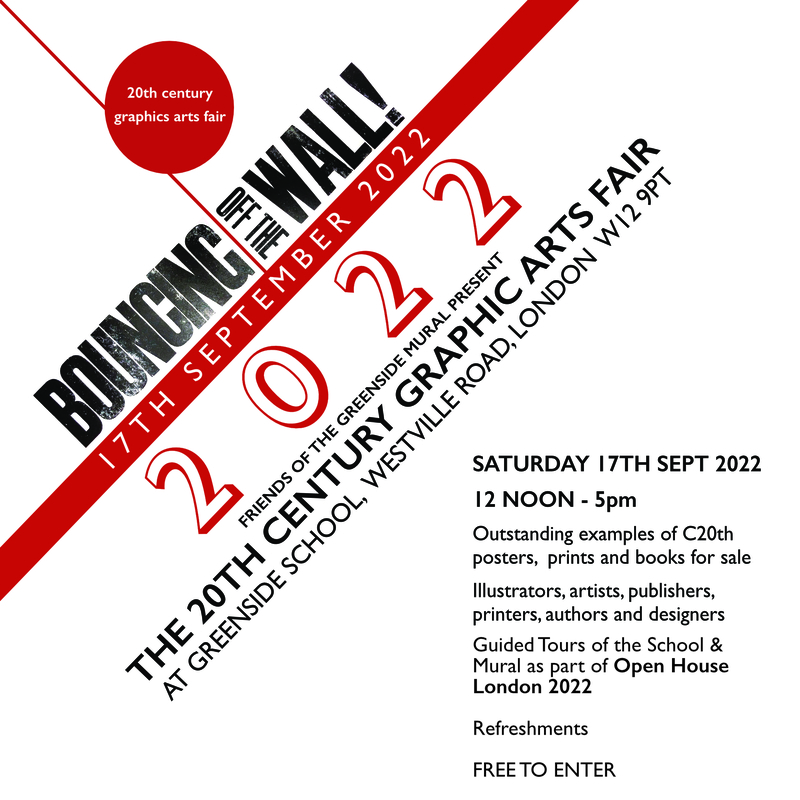 20th century
graphics arts fair
BOUNCING
OFF THE
WALL!
17TH SEPTEMBER 2022
2022
FRIENDS OF THE GREENSIDE MURAL PRESENT
THE 20TH CENTURY GRAPHIC ARTS FAIR
AT GREENSIDE SCHOOL, WESTVILLE ROAD, LONDON W12 9PT
SATURDAY 17TH SEPT 2022
12 NOON - 5pm
Outstanding examples of C20th
posters, prints and books for sale
Illustrators, artists, publishers,
printers, authors and designers
Guided Tours of the School &
Mural as part of Open House
London 2022
Refreshments
FREE TO ENTER